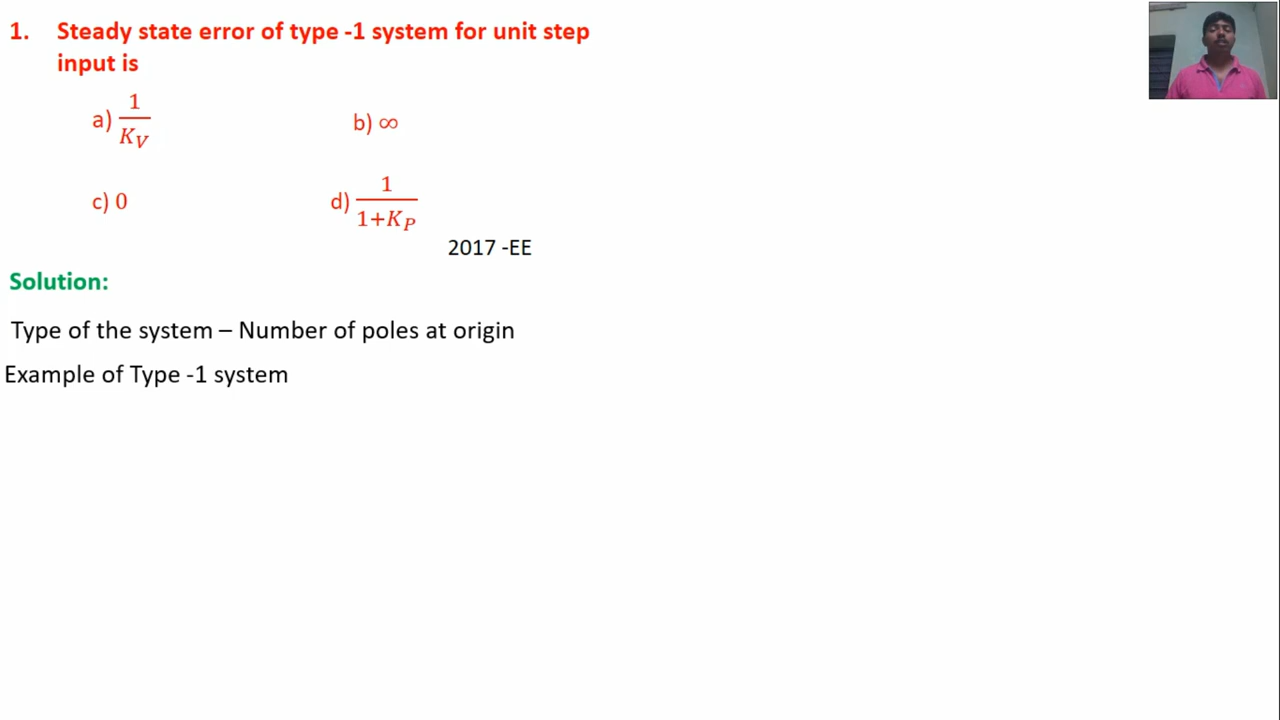 1. Steady state error of type -1 system for unit step
input is
a) 1/K_V b) ∞
c) 0 d) 1/(1+K_P)
2017 -EE
Solution:
Type of the system – Number of poles at origin
Example of Type -1 system